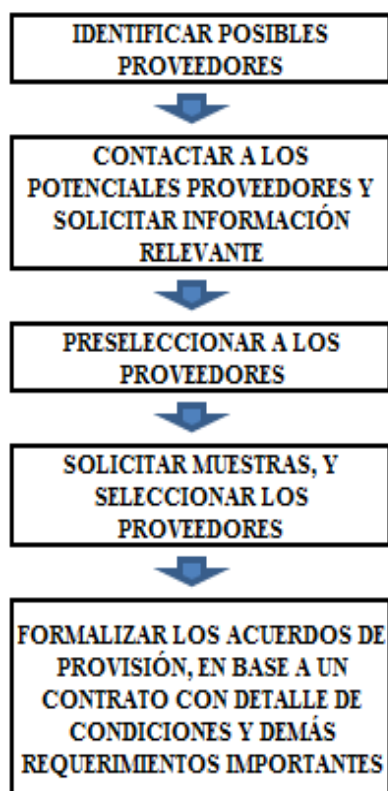 IDENTIFICAR POSIBLES
PROVEEDORES
CONTACTAR A LOS
POTENCIALES PROVEEDORES Y
SOLICITAR INFORMACIÓN
RELEVANTE
PRESELECCIONAR A LOS
PROVEEDORES
SOLICITAR MUESTRAS, Y
SELECCIONAR LOS
PROVEEDORES
FORMALIZAR LOS ACUERDOS DE
PROVISIÓN, EN BASE A UN
CONTRATO CON DETALLE DE
CONDICIONES Y DEMÁS
REQUERIMIENTOS IMPORTANTES